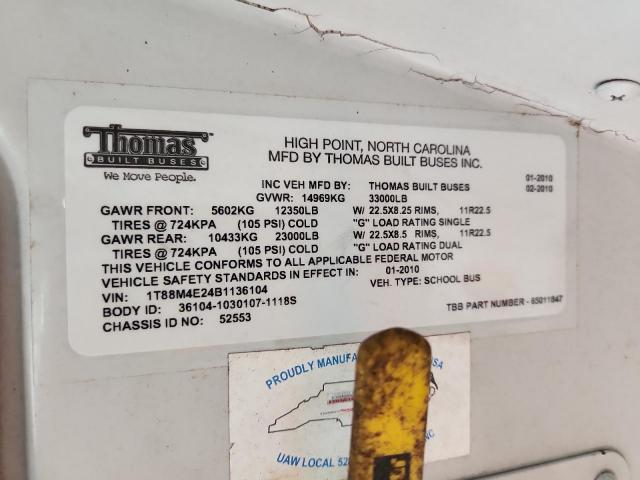 Thomas
BUILT BUSES
We Move People.
HIGH POINT, NORTH CAROLINA
MFD BY THOMAS BUILT BUSES INC.
INC VEH MFD BY: THOMAS BUILT BUSES 01-2010
GVWR: 14969KG 33000LB 02-2010
GAWR FRONT: 5602KG 12350LB W/ 22.5X8.25 RIMS, 11R22.5
TIRES @ 724KPA (105 PSI) COLD "G" LOAD RATING SINGLE
GAWR REAR: 10433KG 23000LB W/ 22.5X8.5 RIMS, 11R22.5
TIRES @ 724KPA (105 PSI) COLD "G" LOAD RATING DUAL
THIS VEHICLE CONFORMS TO ALL APPLICABLE FEDERAL MOTOR
VEHICLE SAFETY STANDARDS IN EFFECT IN: 01-2010
VIN: 1T88M4E24B1136104 VEH. TYPE: SCHOOL BUS
BODY ID: 36104-1030107-1118S
CHASSIS ID NO: 52553 TBB PART NUMBER - 65011847
PROUDLY MANUFA SA
UAW LOCAL 52 NC